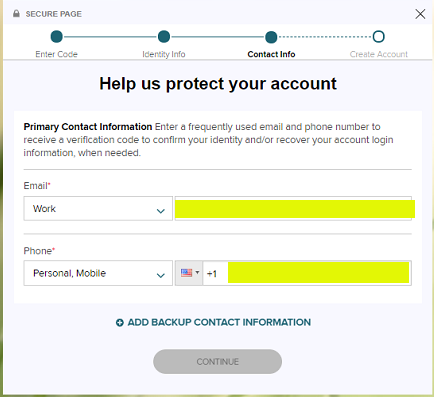 SECURE PAGE
Enter Code
Identity Info
Contact Info
Create Account
Help us protect your account
Primary Contact Information Enter a frequently used email and phone number to
receive a verification code to confirm your identity and/or recover your account login
information, when needed.
Email*
Work
Phone*
Personal, Mobile
+1
ADD BACKUP CONTACT INFORMATION
CONTINUE